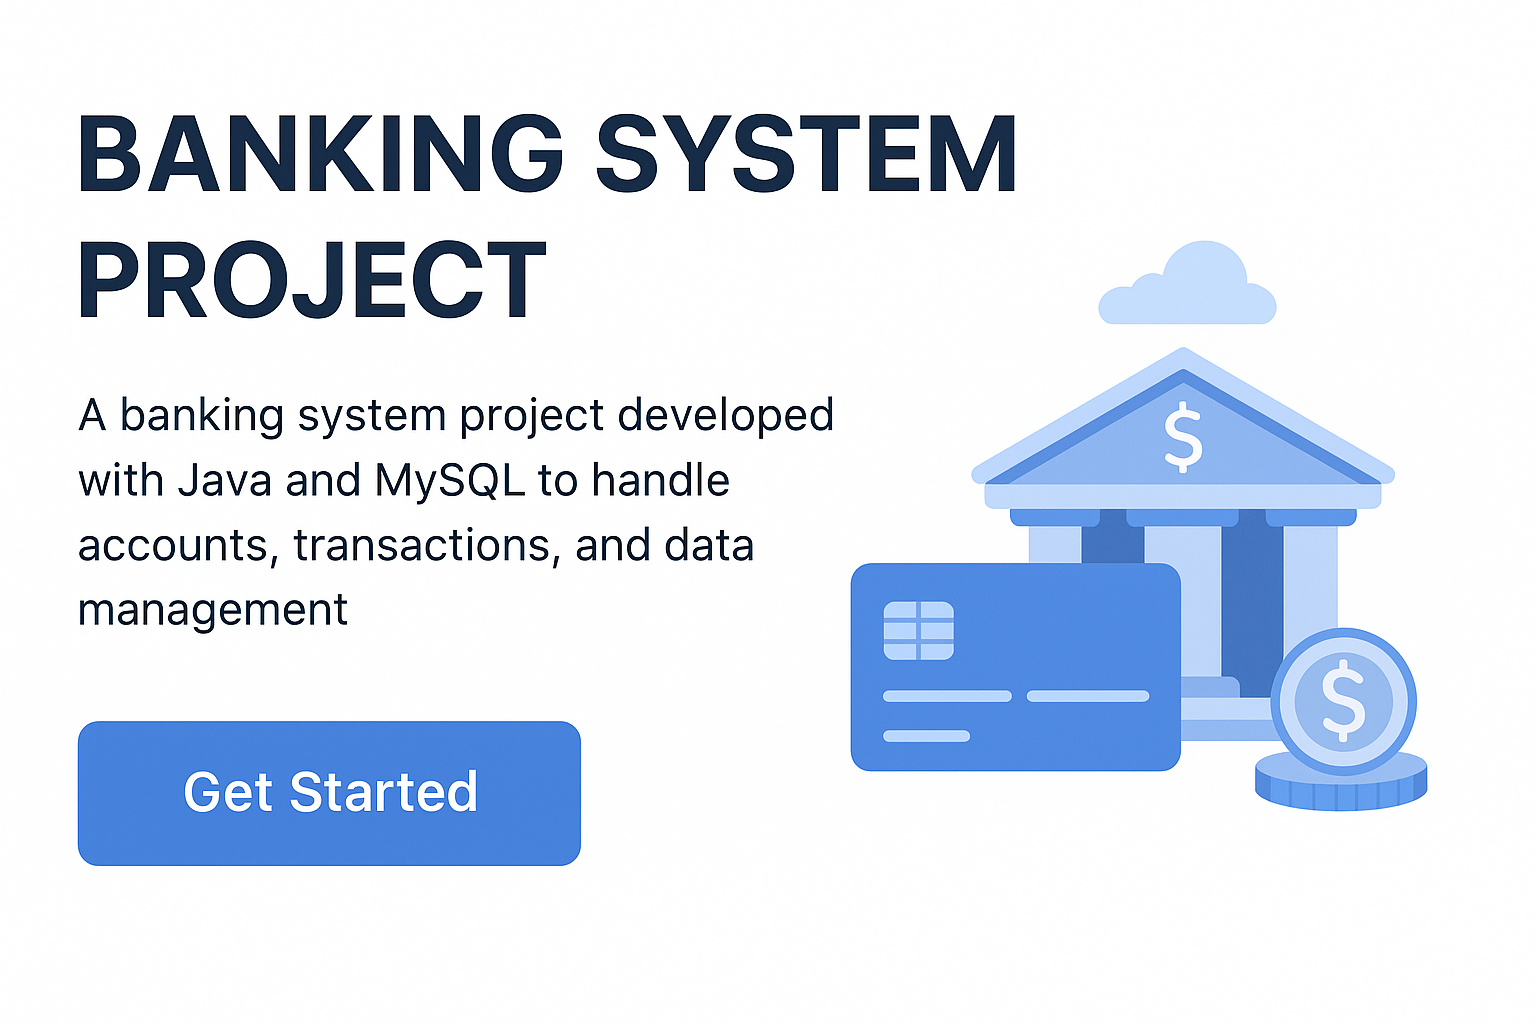 BANKING SYSTEM
PROJECT
A banking system project developed
with Java and MySQL to handle
accounts, transactions, and data
management
Get Started
$
$